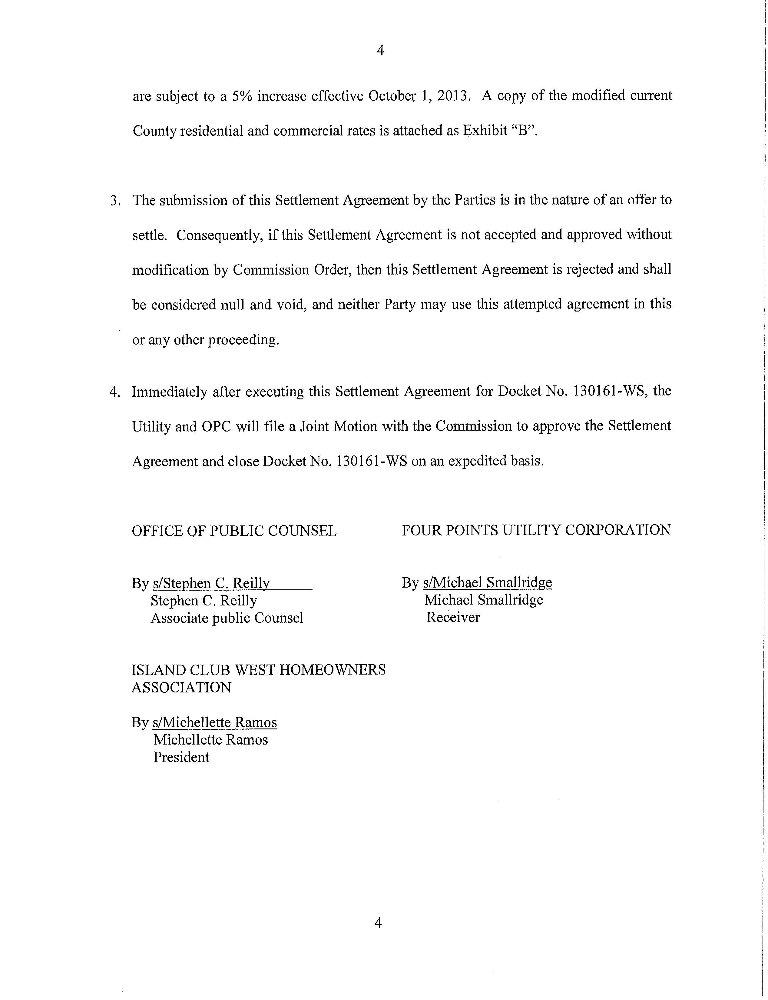 4
are subject to a 5% increase effective October 1, 2013. A copy of the modified current
County residential and commercial rates is attached as Exhibit “B”.
3. The submission of this Settlement Agreement by the Parties is in the nature of an offer to
settle. Consequently, if this Settlement Agreement is not accepted and approved without
modification by Commission Order, then this Settlement Agreement is rejected and shall
be considered null and void, and neither Party may use this attempted agreement in this
or any other proceeding.
4. Immediately after executing this Settlement Agreement for Docket No. 130161-WS, the
Utility and OPC will file a Joint Motion with the Commission to approve the Settlement
Agreement and close Docket No. 130161-WS on an expedited basis.
OFFICE OF PUBLIC COUNSEL
By s/Stephen C. Reilly
Stephen C. Reilly
Associate public Counsel
FOUR POINTS UTILITY CORPORATION
By s/Michael Smallridge
Michael Smallridge
Receiver
ISLAND CLUB WEST HOMEOWNERS
ASSOCIATION
By s/Michellette Ramos
Michellette Ramos
President
4